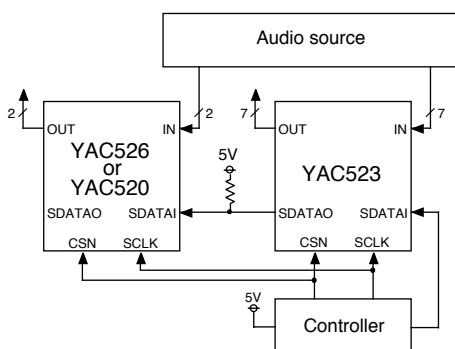 Audio source
2
2
7
7
OUT
IN
OUT
IN
YAC526
or
YAC520
5V
YAC523
SDATAO
SDATAI
SDATAO
SDATAI
CSN
SCLK
CSN
SCLK
5V
Controller